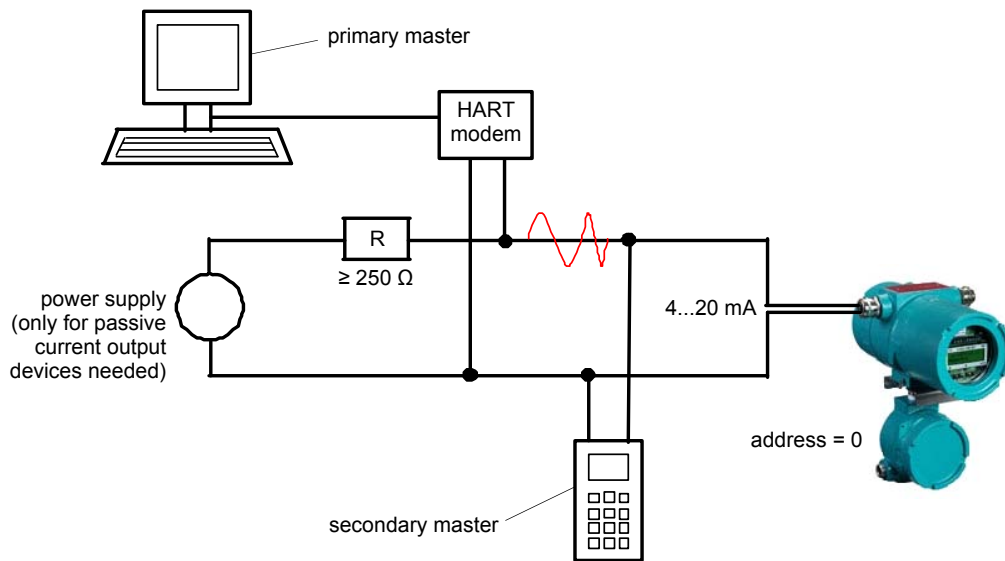 primary master
HART
modem
R
≥ 250 Ω
power supply
(only for passive
current output
devices needed)
4...20 mA
address = 0
secondary master